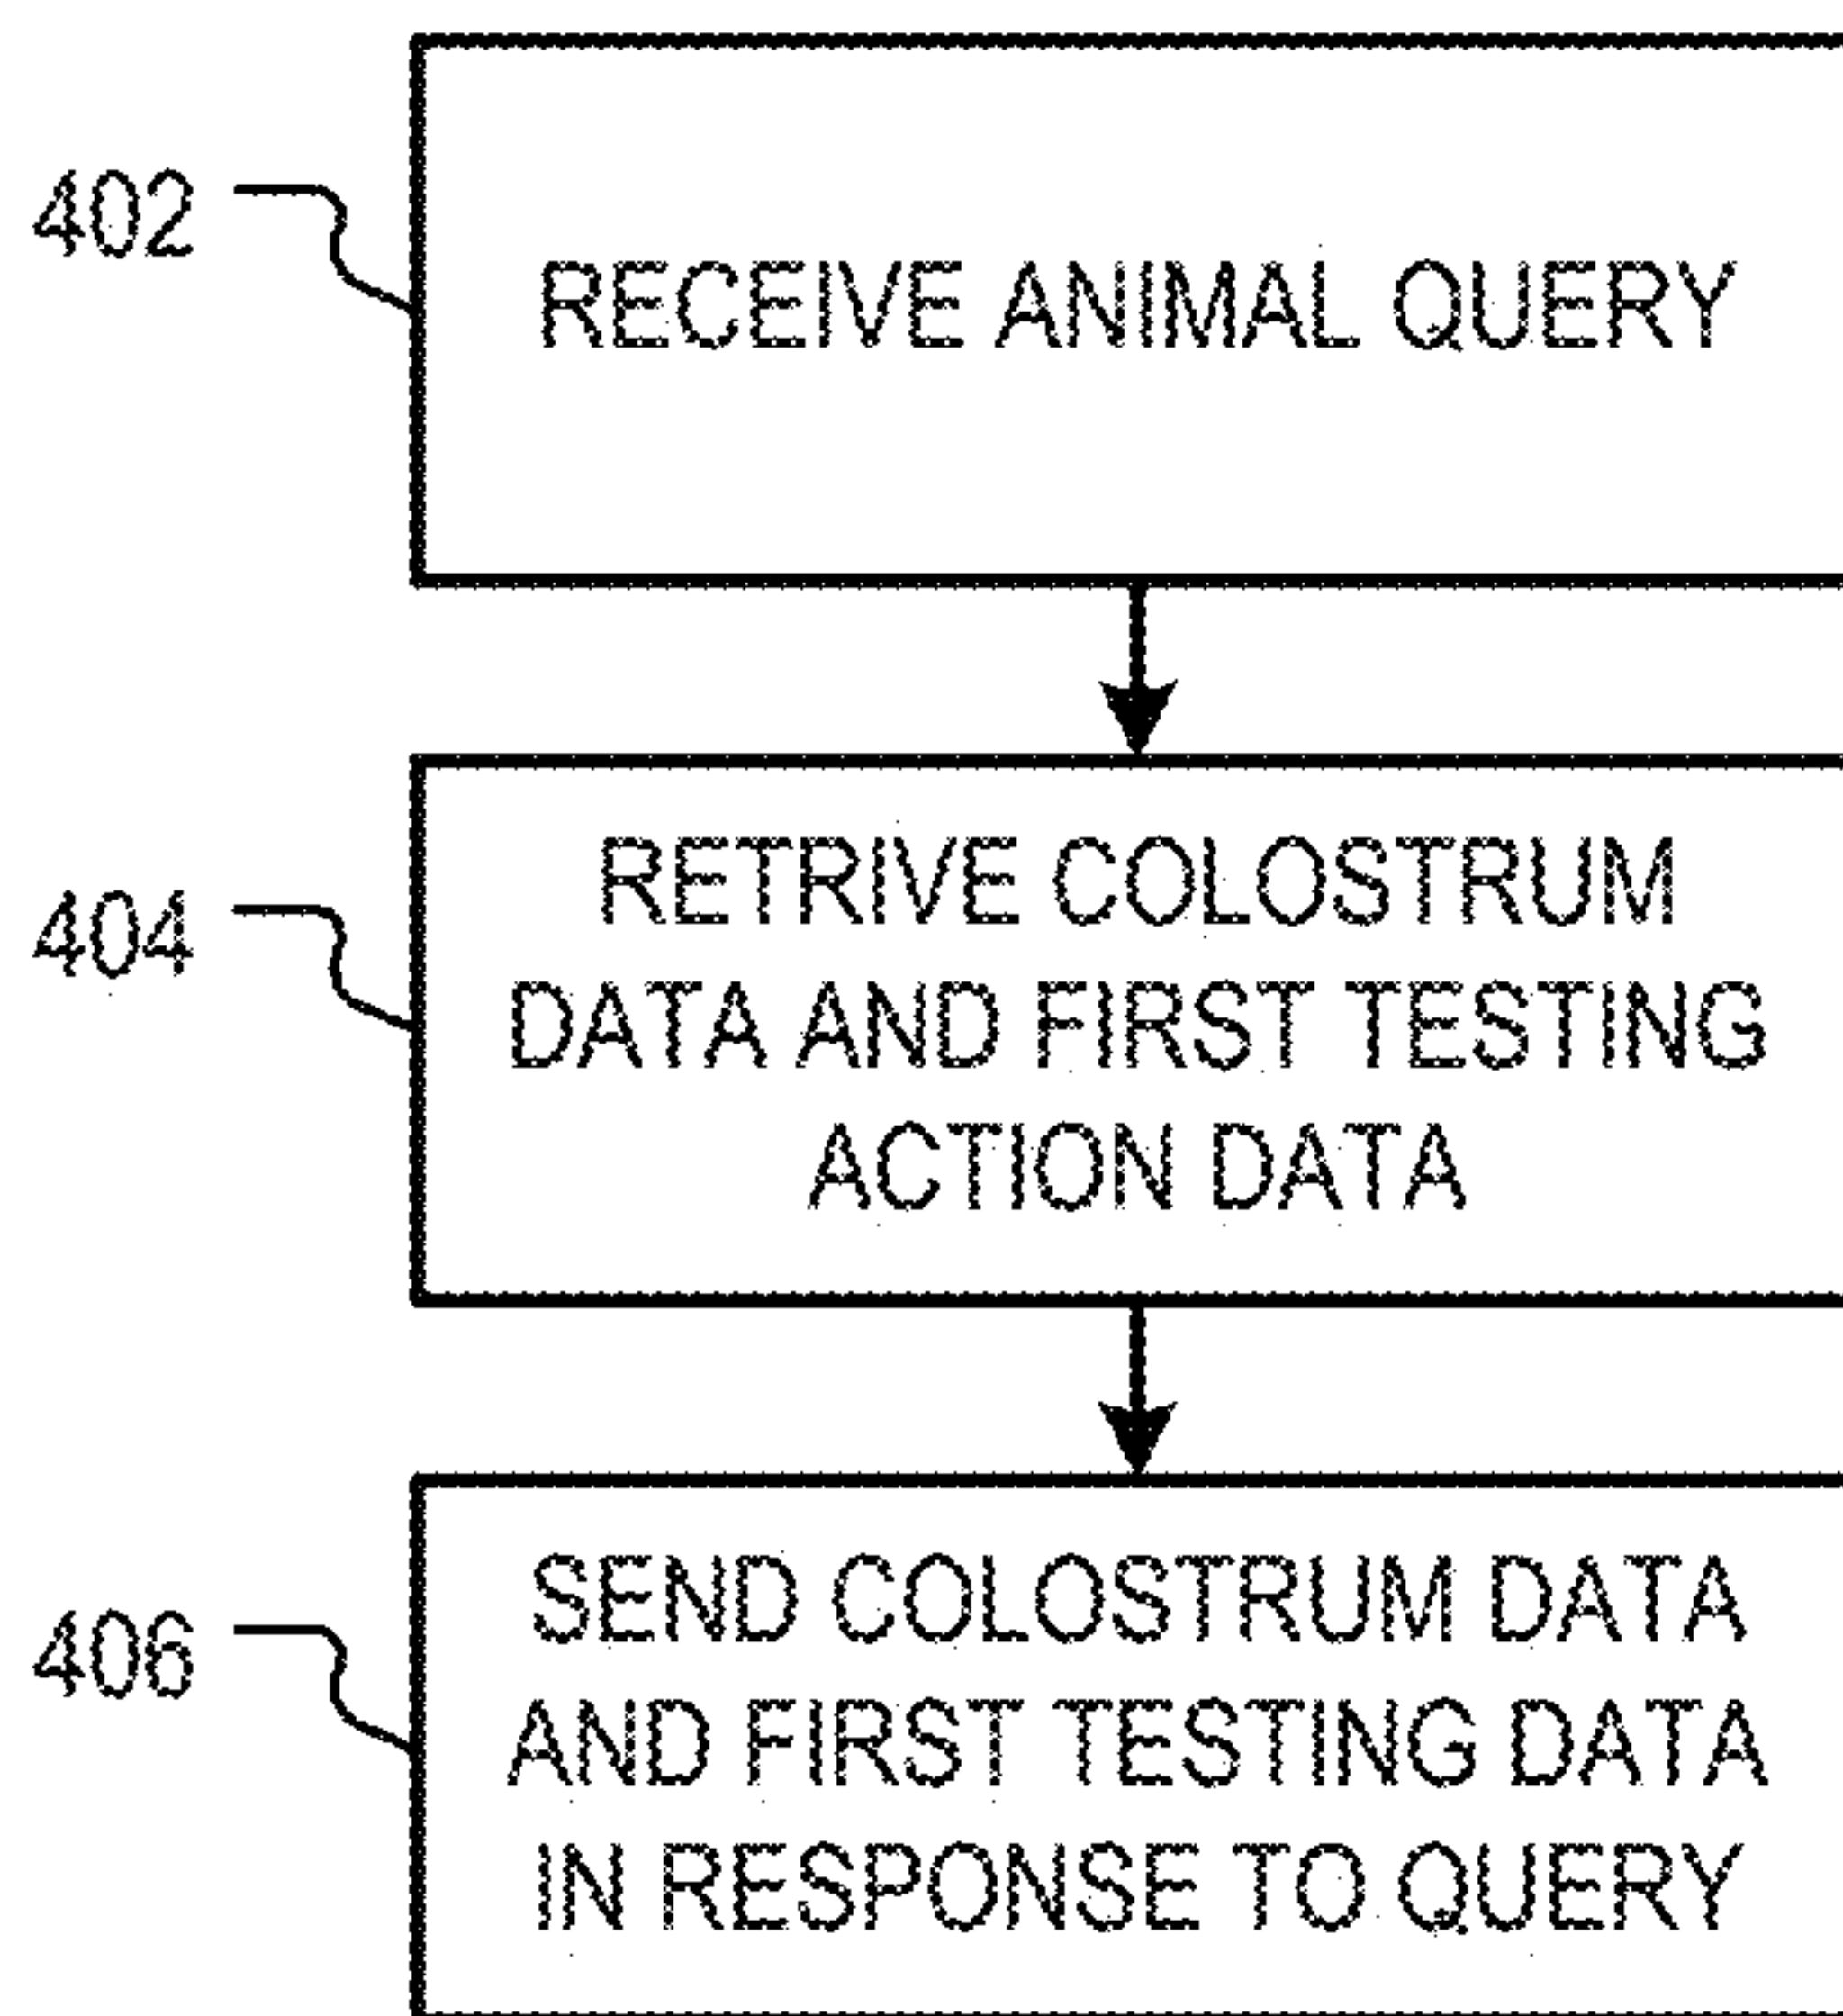 402
RECEIVE ANIMAL QUERY
404
RETRIVE COLOSTRUM
DATA AND FIRST TESTING
ACTION DATA
406
SEND COLOSTRUM DATA
AND FIRST TESTING DATA
IN RESPONSE TO QUERY